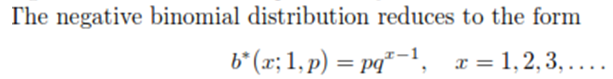 The negative binomial distribution reduces to the form
b*(x; 1, p) = pq^{x−1},   x = 1, 2, 3, . . . .